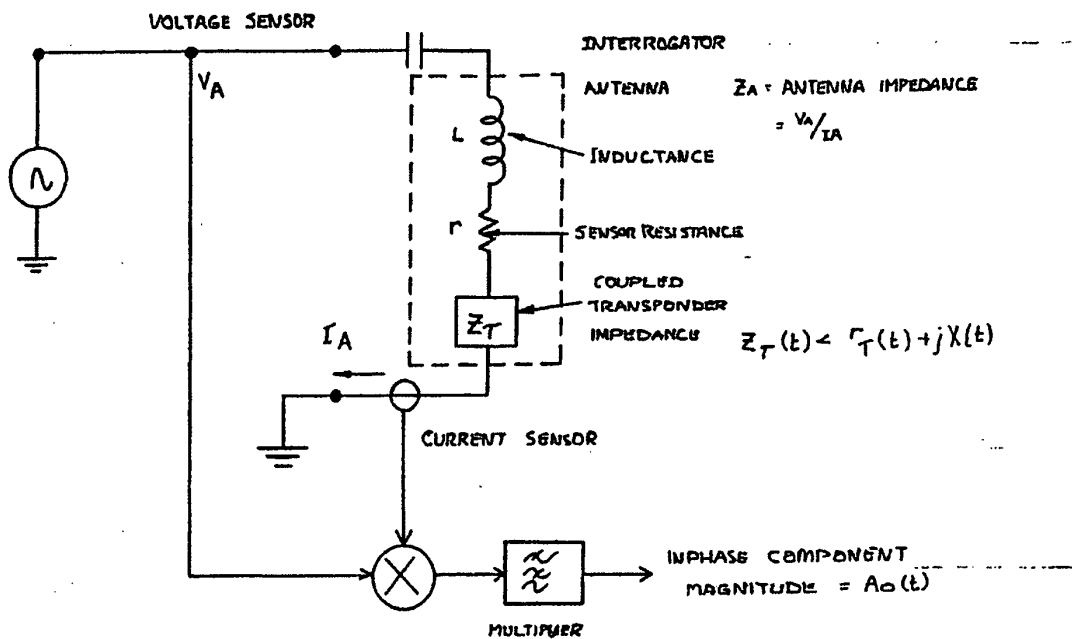 VOLTAGE SENSOR
INTERROGATOR
VA
ANTENNA
ZA = ANTENNA IMPEDANCE
= VA/IA
L
INDUCTANCE
r
SENSOR RESISTANCE
COUPLED
TRANSPONDER
IMPEDANCE
ZT
ZT(t) < rT(t) + jX(t)
IA
CURRENT SENSOR
INPHASE COMPONENT
MAGNITUDE = Ao(t)
MULTIPLIER